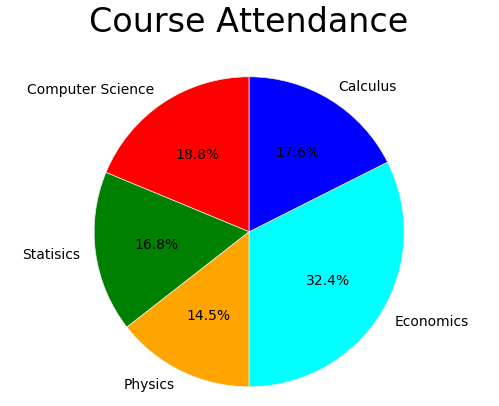 Course Attendance
Computer Science
Calculus
18.8%
17.6%
Statisics
16.8%
32.4%
14.5%
Economics
Physics